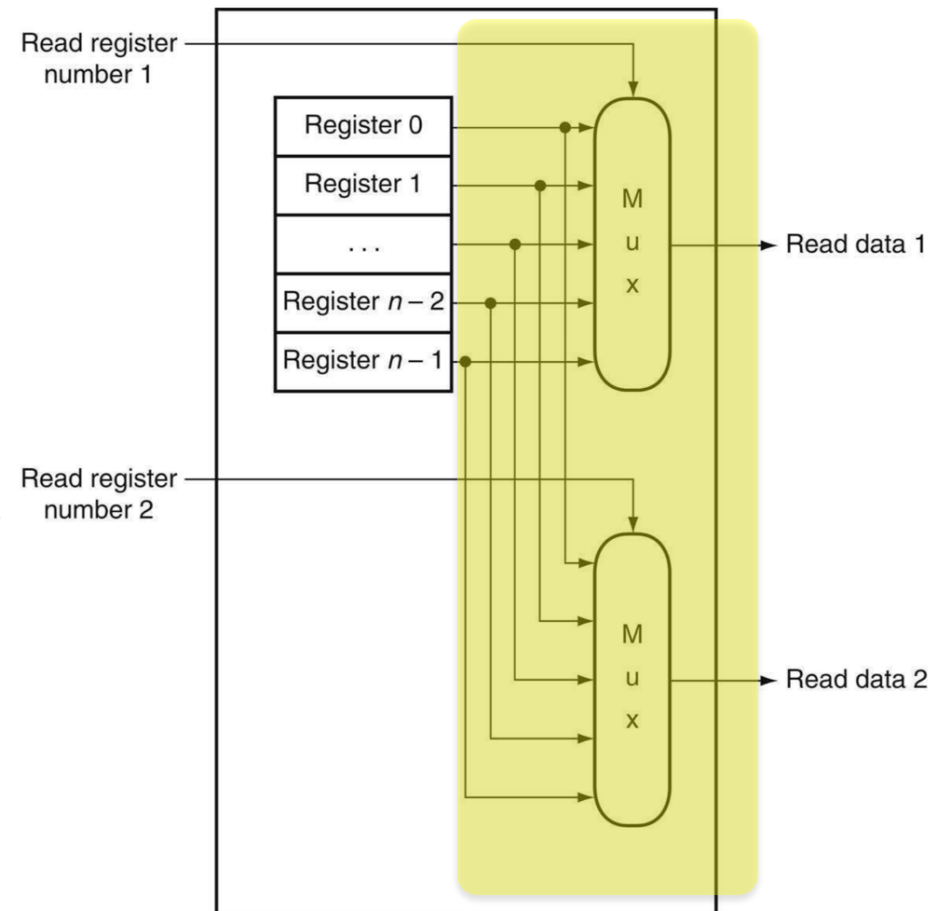 Read register
number 1
Register 0
Register 1
. . .
Register n – 2
Register n – 1
M
u
x
Read data 1
Read register
number 2
M
u
x
Read data 2